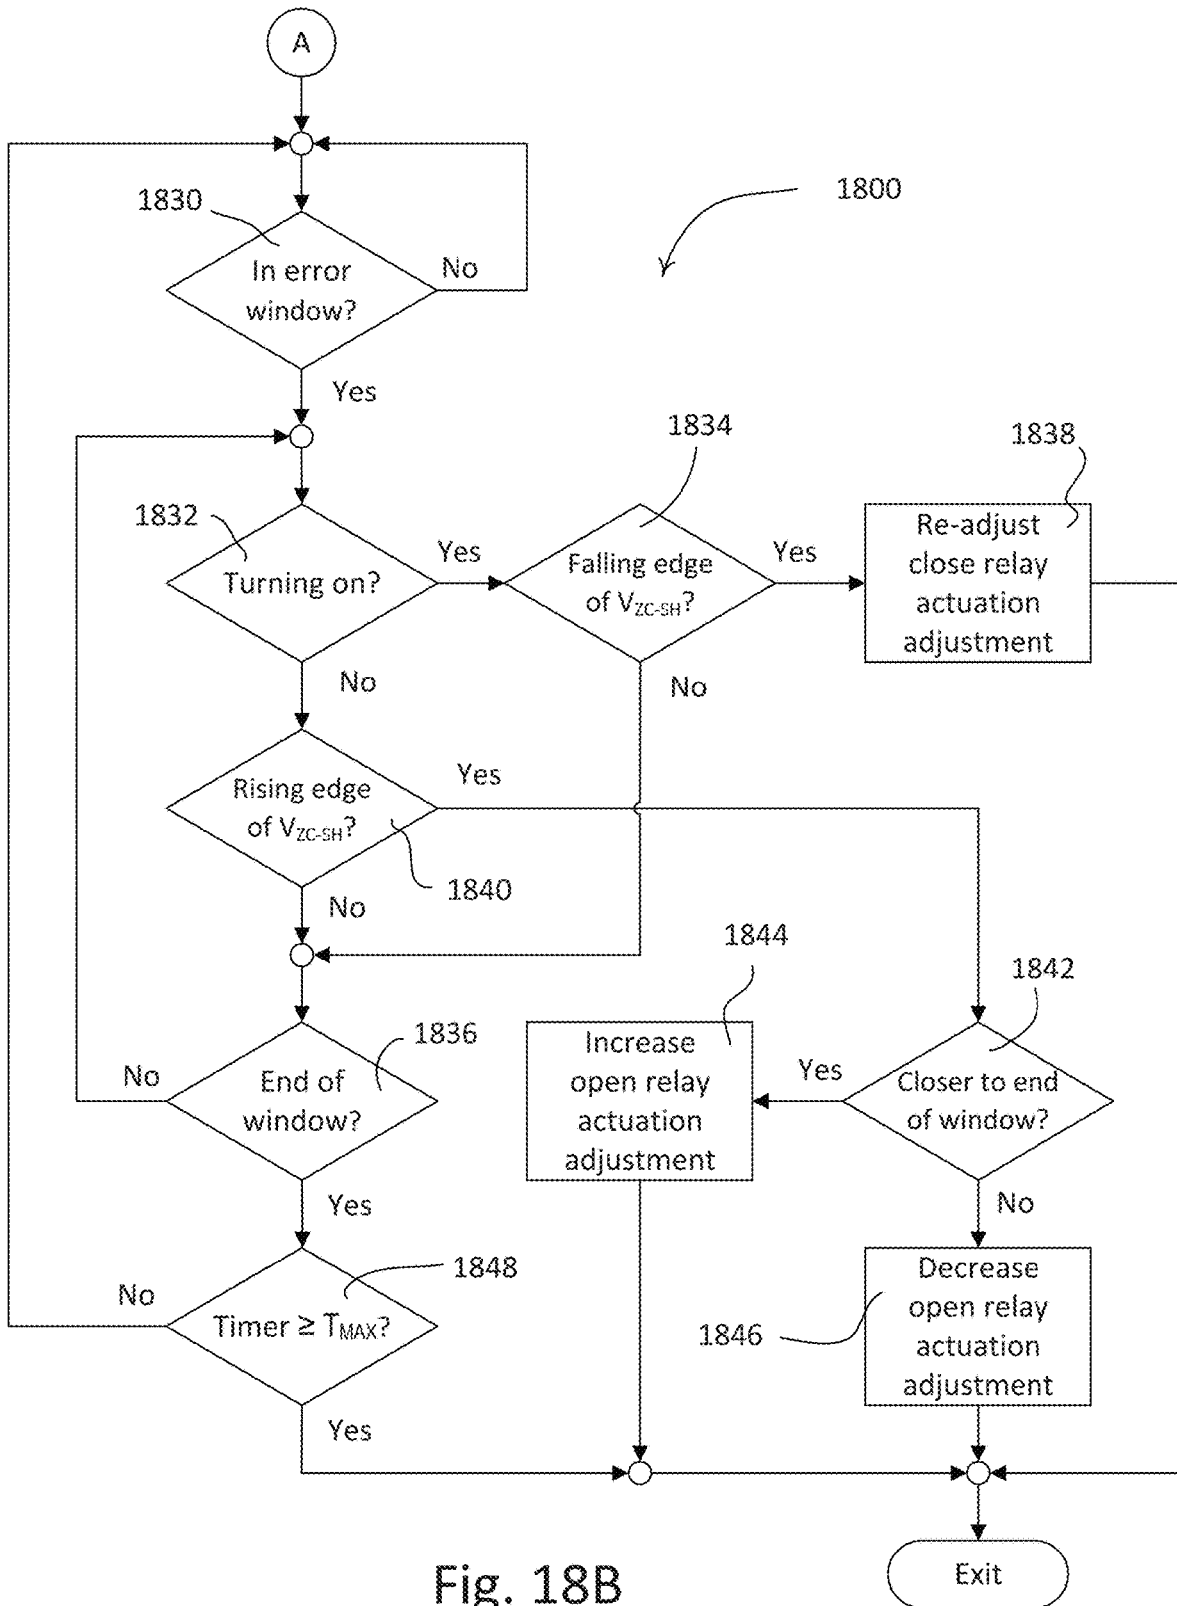 A
1830
1800
In error
window?
No
Yes
1834
1838
1832
Turning on?
Yes
Falling edge
of VZC-SH?
Yes
Re-adjust
close relay
actuation
adjustment
No
No
Rising edge
of VZC-SH?
Yes
1840
No
1844
1842
1836
End of
window?
No
Increase
open relay
actuation
adjustment
Yes
Closer to end
of window?
Yes
No
1848
Timer ≥ TMAX?
No
1846
Decrease
open relay
actuation
adjustment
Yes
Exit
Fig. 18B